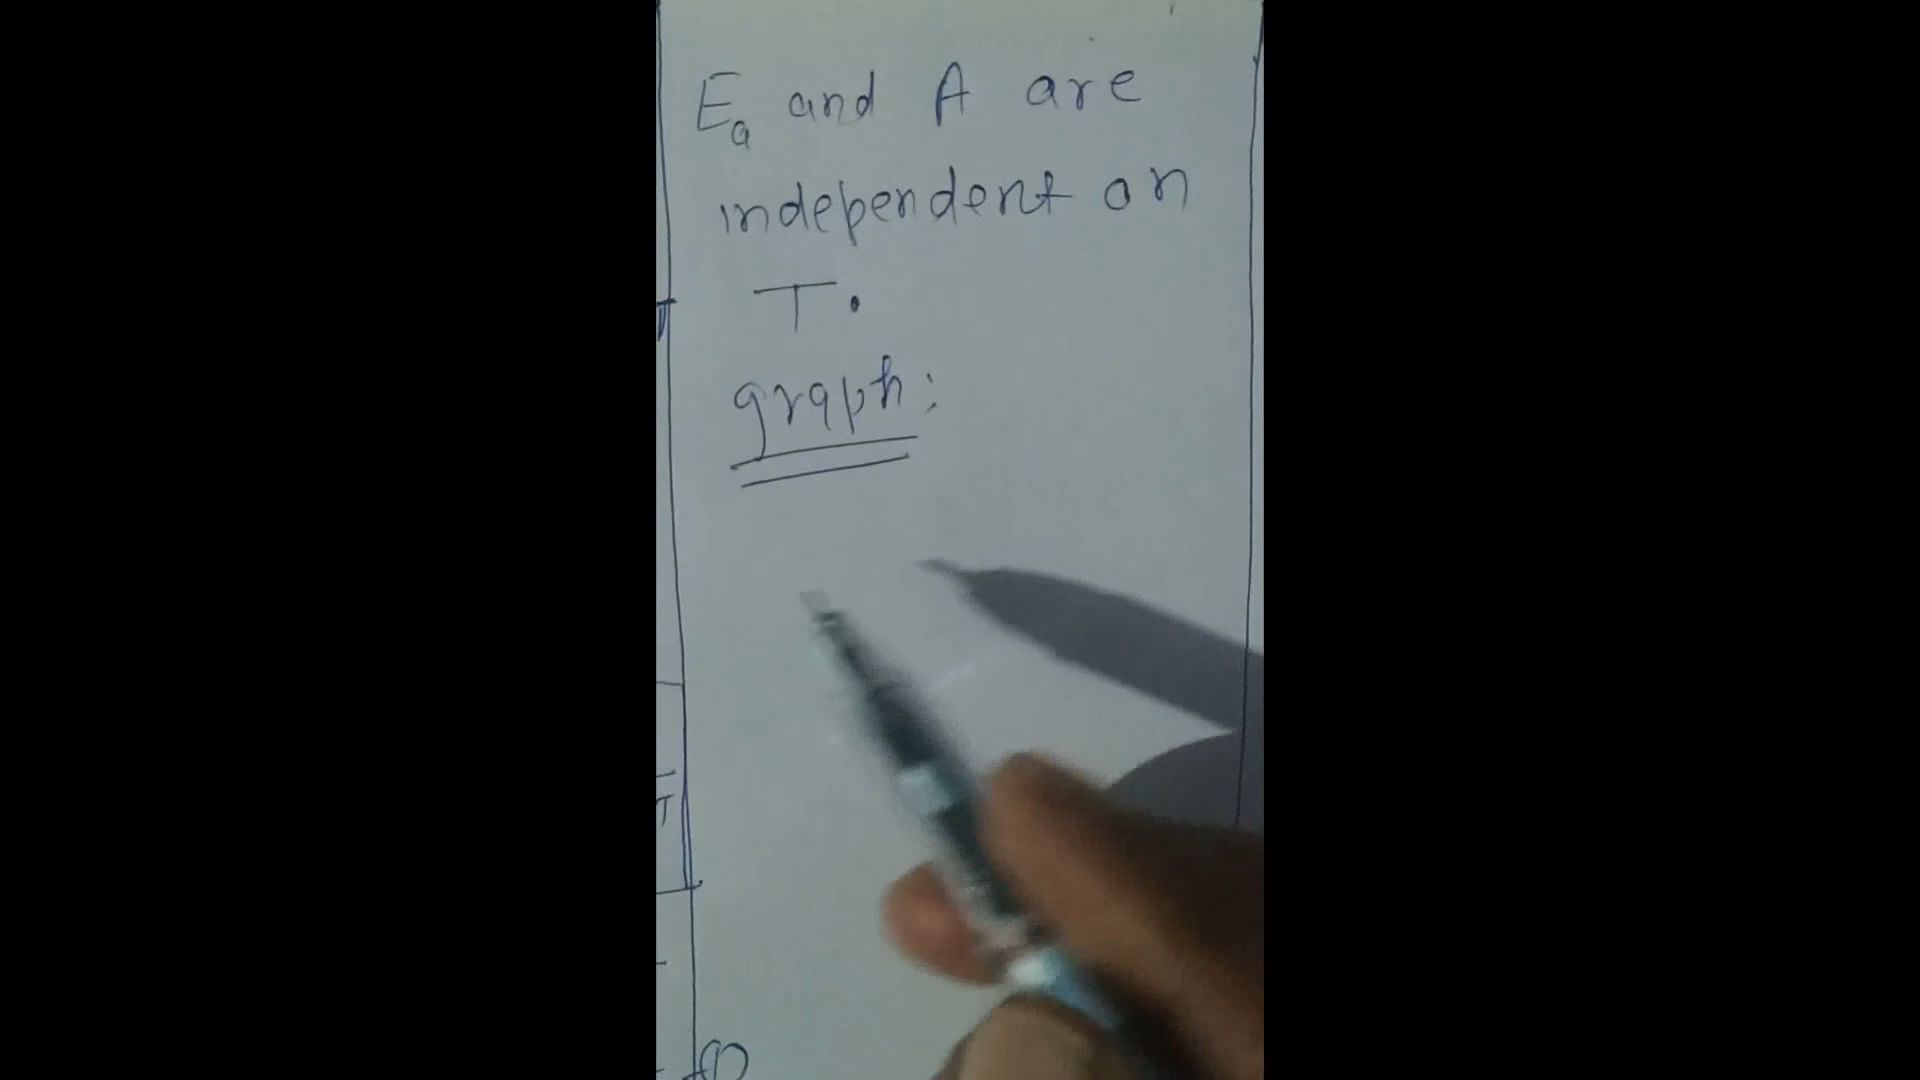 Ea and A are
independent on
T.
graph:
T